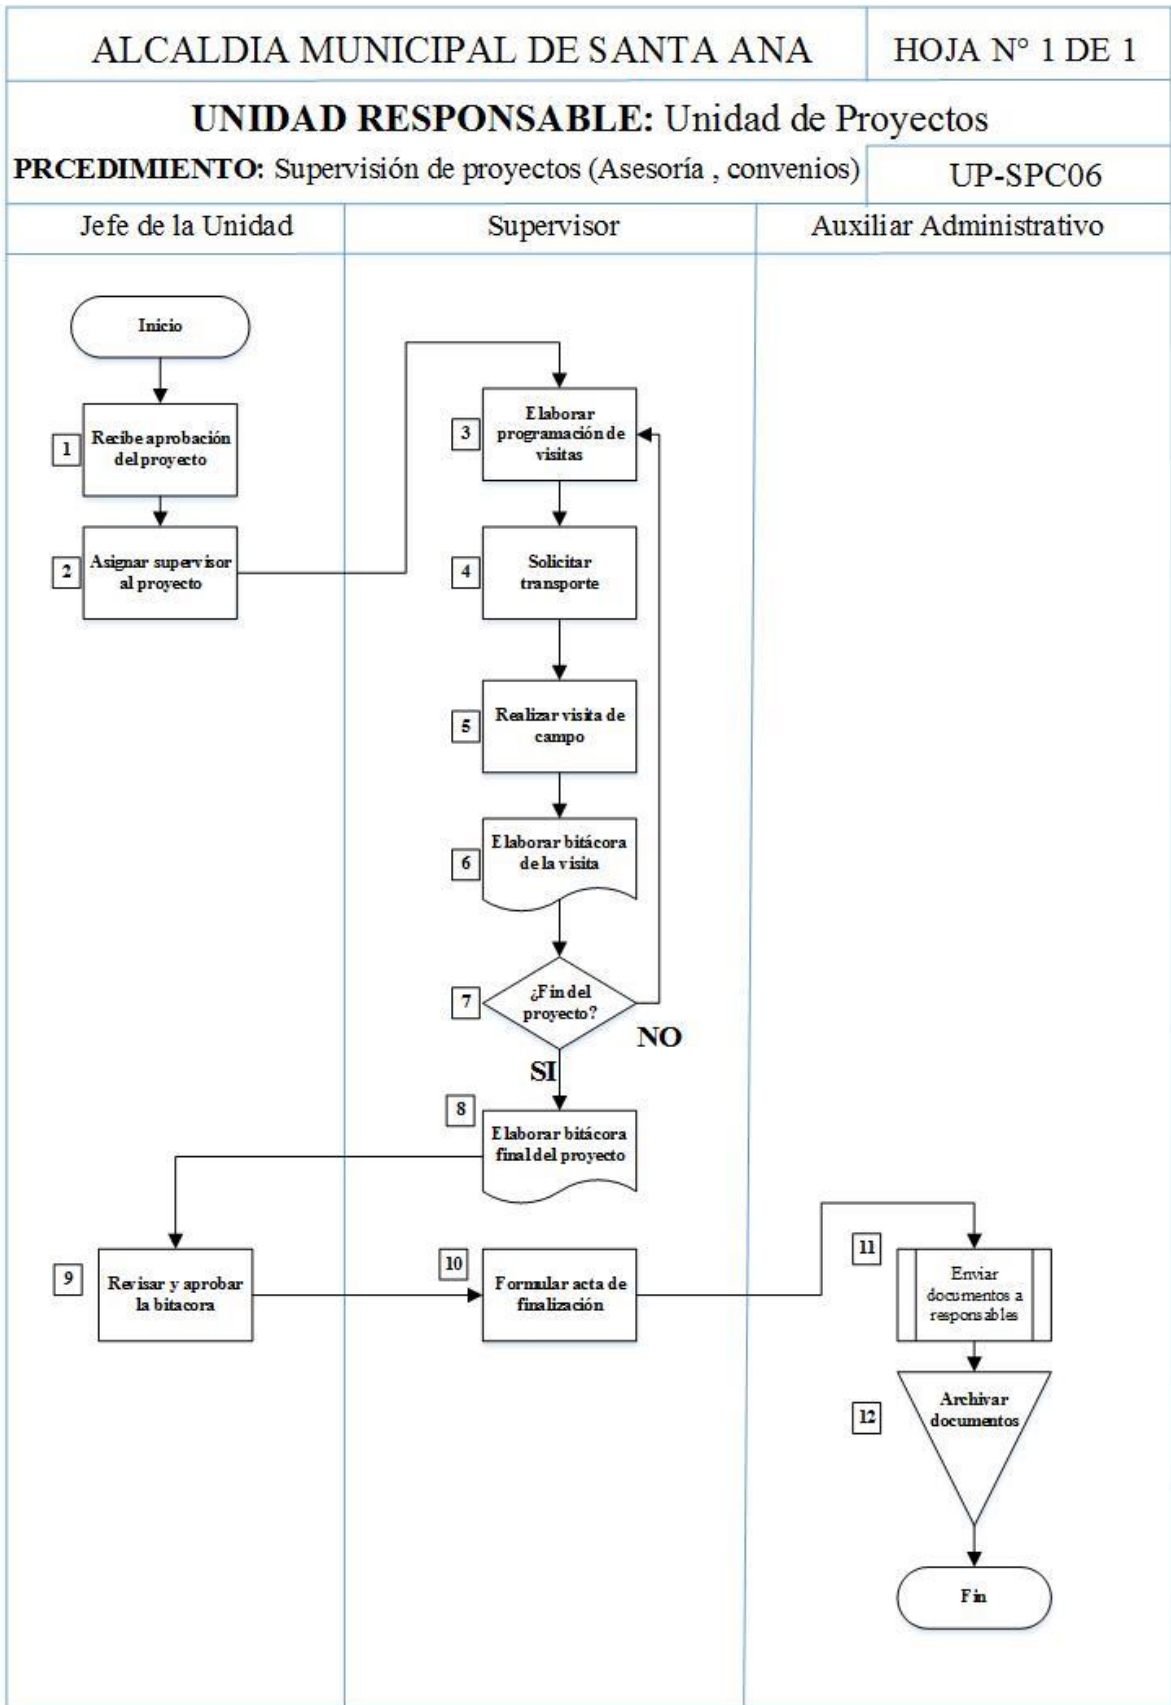 ALCALDIA MUNICIPAL DE SANTA ANA
HOJA N° 1 DE 1
UNIDAD RESPONSABLE: Unidad de Proyectos
PRCEDIMIENTO: Supervisión de proyectos (Asesoría , convenios)
UP-SPC06
Jefe de la Unidad
Supervisor
Auxiliar Administrativo
Inicio
1
Recibe aprobación
del proyecto
2
Asignar supervisor
al proyecto
3
Elaborar
programación de
visitas
4
Solicitar
transporte
5
Realizar visita de
campo
6
Elaborar bitácora
de la visita
7
¿Fin del
proyecto?
NO
SI
8
Elaborar bitácora
final del proyecto
9
Revisar y aprobar
la bitacora
10
Formular acta de
finalización
11
Enviar
documentos a
responsables
12
Archivar
documentos
Fin